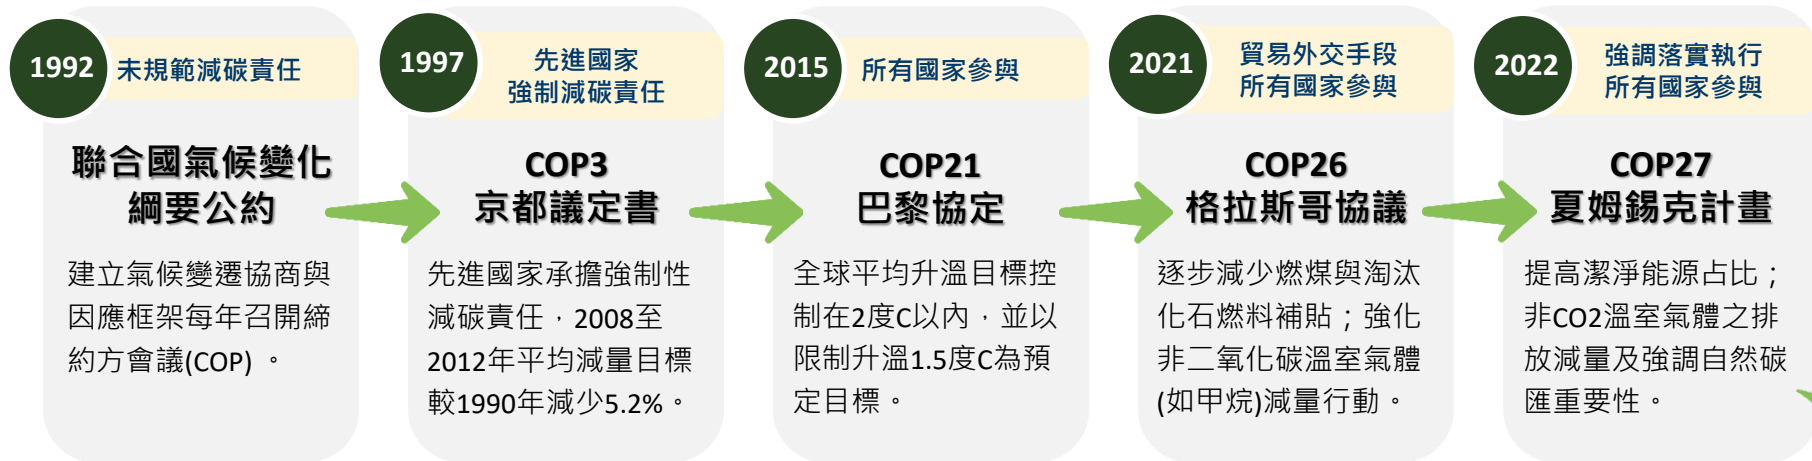 1992
未規範減碳責任
聯合國氣候變化
綱要公約
建立氣候變遷協商與
因應框架每年召開締
約方會議(COP) 。
1997
先進國家
強制減碳責任
COP3
京都議定書
先進國家承擔強制性
減碳責任，2008至
2012年平均減量目標
較1990年減少5.2%。
2015
所有國家參與
COP21
巴黎協定
全球平均升溫目標控
制在2度C以內，並以
限制升溫1.5度C為預
定目標。
2021
貿易外交手段
所有國家參與
COP26
格拉斯哥協議
逐步減少燃煤與淘汰
化石燃料補貼；強化
非二氧化碳溫室氣體
(如甲烷)減量行動。
2022
強調落實執行
所有國家參與
COP27
夏姆錫克計畫
提高潔淨能源占比；
非CO2溫室氣體之排
放減量及強調自然碳
匯重要性。